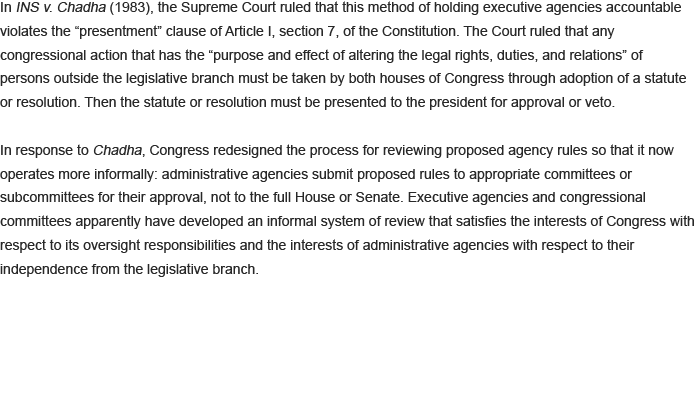 In INS v. Chadha (1983), the Supreme Court ruled that this method of holding executive agencies accountable
violates the “presentment” clause of Article I, section 7, of the Constitution. The Court ruled that any
congressional action that has the “purpose and effect of altering the legal rights, duties, and relations” of
persons outside the legislative branch must be taken by both houses of Congress through adoption of a statute
or resolution. Then the statute or resolution must be presented to the president for approval or veto.
In response to Chadha, Congress redesigned the process for reviewing proposed agency rules so that it now
operates more informally: administrative agencies submit proposed rules to appropriate committees or
subcommittees for their approval, not to the full House or Senate. Executive agencies and congressional
committees apparently have developed an informal system of review that satisfies the interests of Congress with
respect to its oversight responsibilities and the interests of administrative agencies with respect to their
independence from the legislative branch.